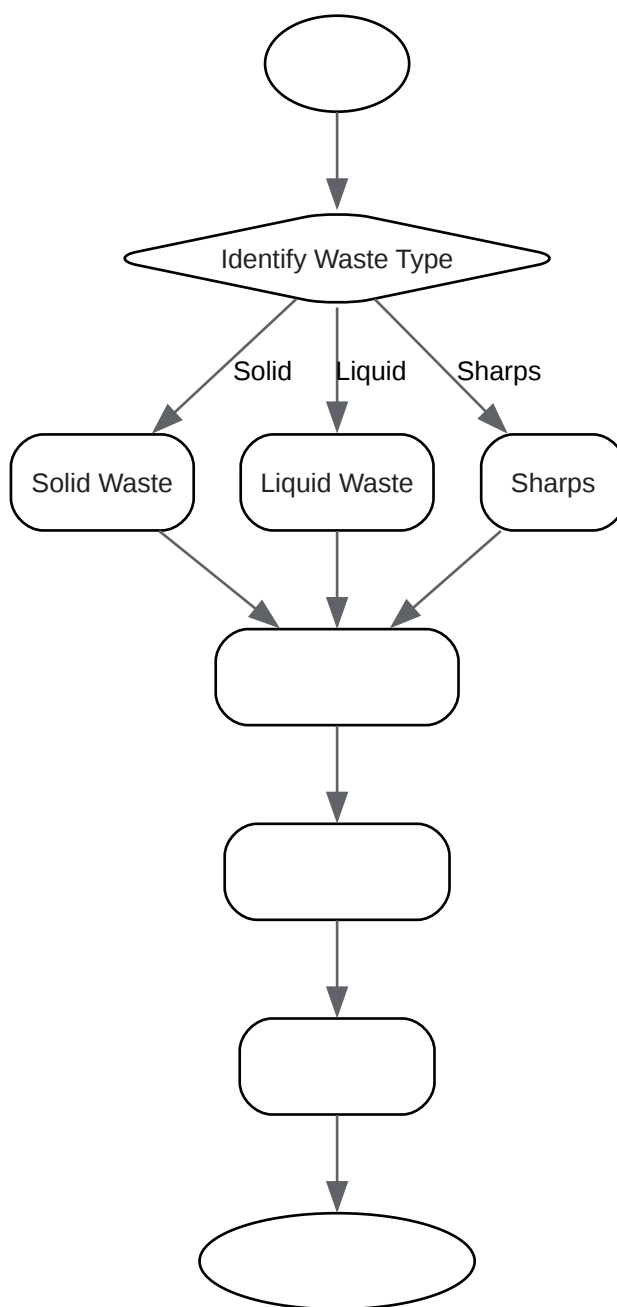 Identify Waste Type
Solid
Liquid
Sharps
Solid Waste
Liquid Waste
Sharps